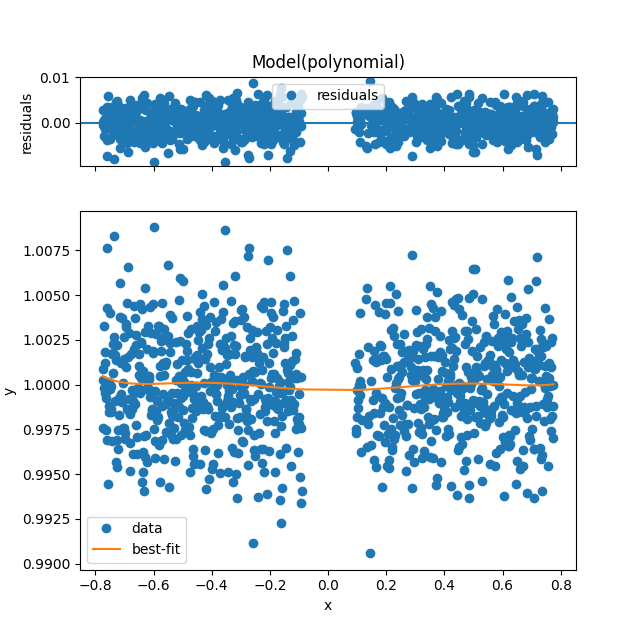 Model(polynomial)
0.01
0.00
residuals
residuals
1.0075
1.0050
1.0025
1.0000
0.9975
0.9950
0.9925
0.9900
y
data
best-fit
−0.8 −0.6 −0.4 −0.2 0.0 0.2 0.4 0.6 0.8
x